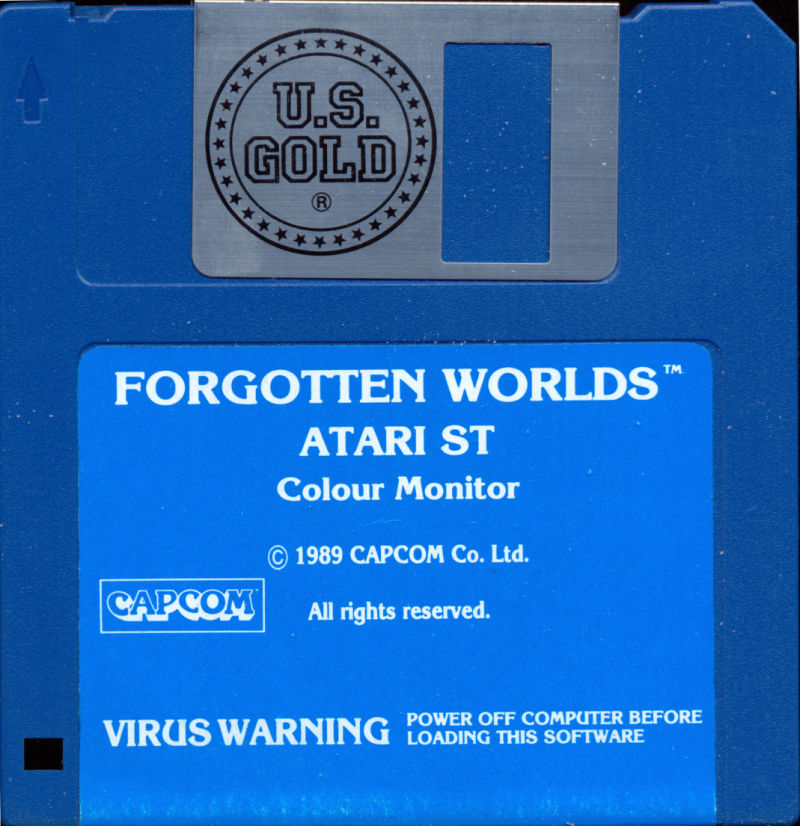 U.S.
GOLD
®
FORGOTTEN WORLDS™
ATARI ST
Colour Monitor
© 1989 CAPCOM Co. Ltd.
CAPCOM
All rights reserved.
VIRUS WARNING
POWER OFF COMPUTER BEFORE
LOADING THIS SOFTWARE